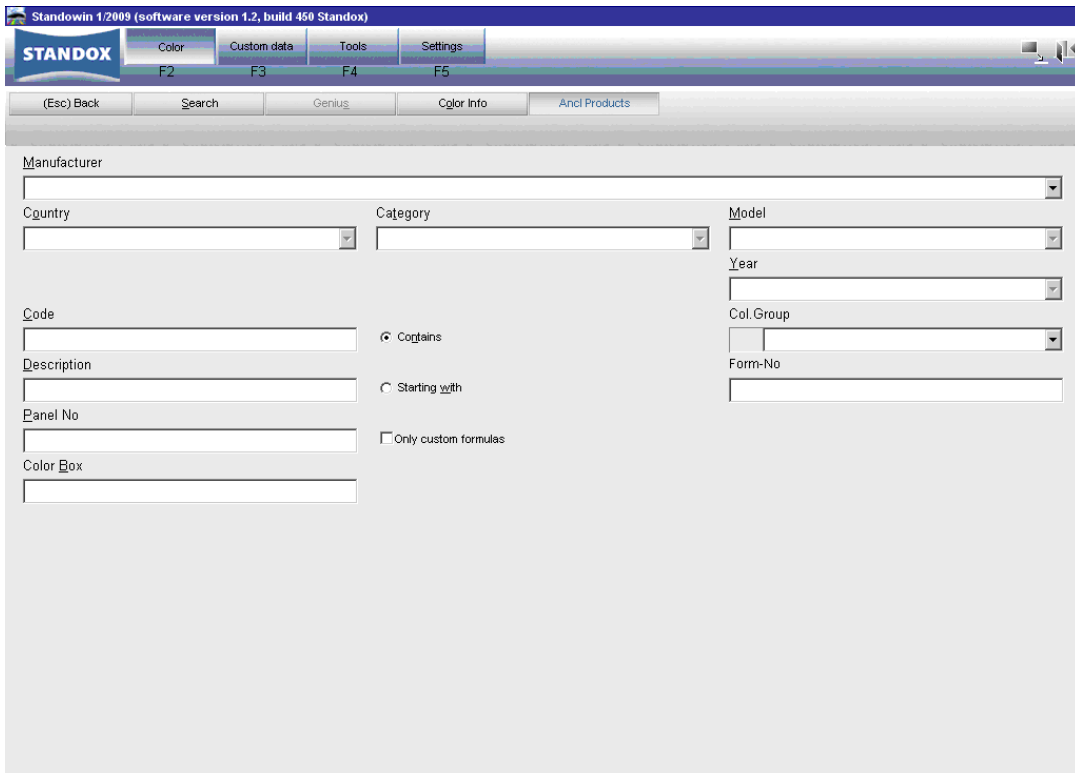 Standowin 1/2009 (software version 1.2, build 450 Standox)
STANDOX
Color Custom data Tools Settings
F2 F3 F4 F5
(Esc) Back Search Genius Color Info Ancl Products
Manufacturer
Country Category Model
Year
Code Col.Group
Contains
Description Form-No
Starting with
Panel No
Only custom formulas
Color Box